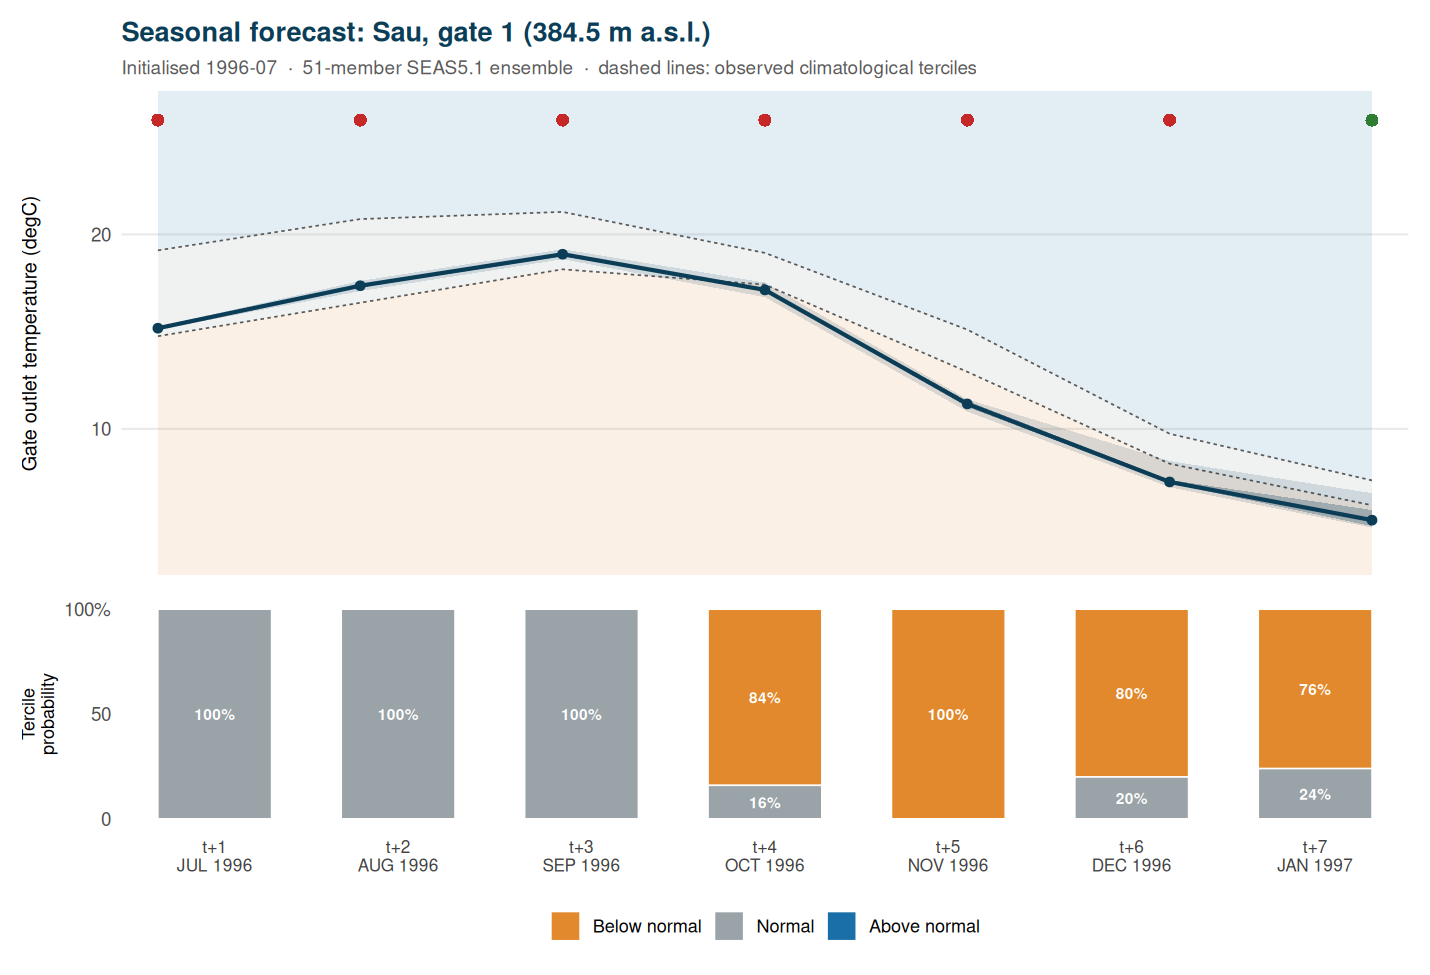 Seasonal forecast: Sau, gate 1 (384.5 m a.s.l.)
Initialised 1996-07 · 51-member SEAS5.1 ensemble · dashed lines: observed climatological terciles
Gate outlet temperature (degC)
20
10
Tercile
probability
100%
50
0
100%
100%
100%
84%
16%
100%
80%
20%
76%
24%
t+1
JUL 1996
t+2
AUG 1996
t+3
SEP 1996
t+4
OCT 1996
t+5
NOV 1996
t+6
DEC 1996
t+7
JAN 1997
Below normal
Normal
Above normal